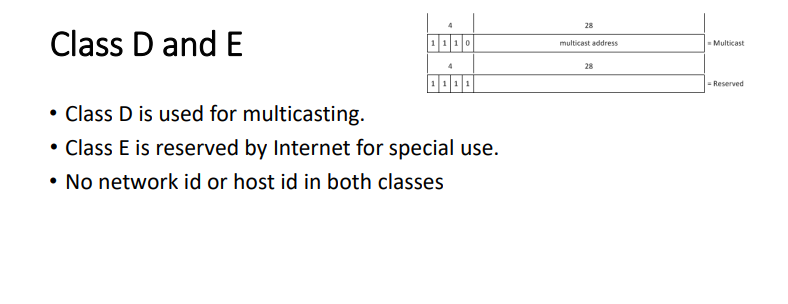 Class D and E
4 28
1 1 1 0 multicast address = Multicast
4 28
1 1 1 1 = Reserved
• Class D is used for multicasting.
• Class E is reserved by Internet for special use.
• No network id or host id in both classes